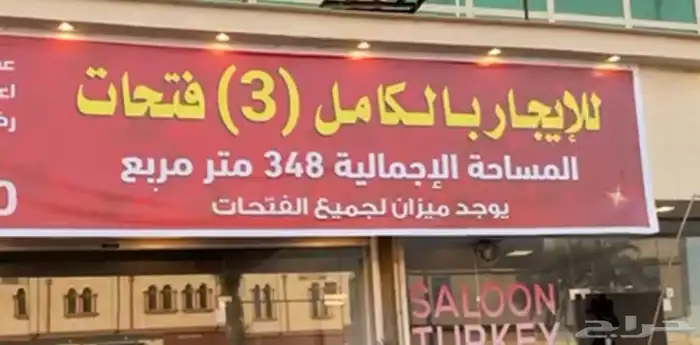 للإيجار بالكامل (3) فتحات
المساحة الإجمالية 348 متر مربع
يوجد ميزان لجميع الفتحات
SALOON
TURKEY
حراج